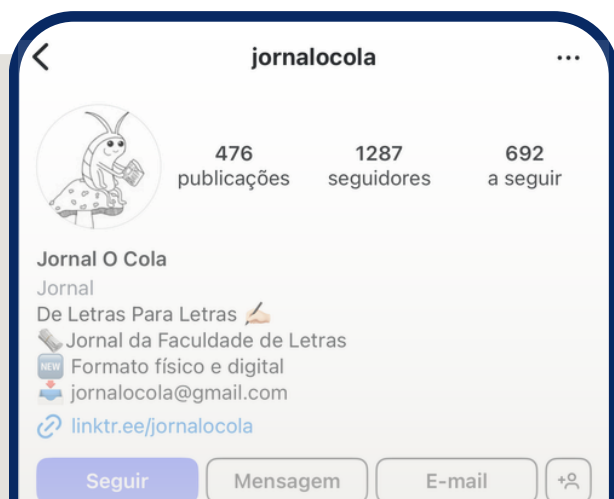 jornalocola
476 1287 692
publicações seguidores a seguir
Jornal O Cola
Jornal
De Letras Para Letras
Jornal da Faculdade de Letras
NEW Formato físico e digital
jornalocola@gmail.com
linktr.ee/jornalocola
Seguir Mensagem E-mail